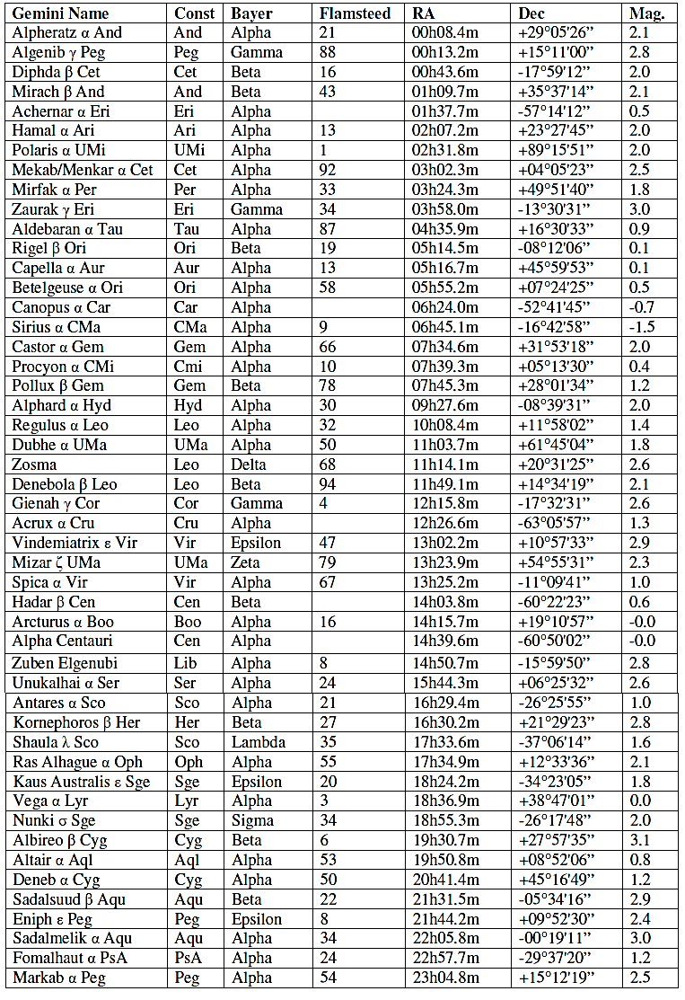 Gemini Name Const Bayer Flamsteed RA Dec Mag.
Alpheratz α And And Alpha 21 00h08.4m +29°05'26” 2.1
Algenib γ Peg Peg Gamma 88 00h13.2m +15°11'00” 2.8
Diphda β Cet Cet Beta 16 00h43.6m -17°59'12” 2.0
Mirach β And And Beta 43 01h09.7m +35°37'14” 2.1
Achernar α Eri Eri Alpha 01h37.7m -57°14'12” 0.5
Hamal α Ari Ari Alpha 13 02h07.2m +23°27'45” 2.0
Polaris α UMi UMi Alpha 1 02h31.8m +89°15'51” 2.0
Mekab/Menkar α Cet Cet Alpha 92 03h02.3m +04°05'23” 2.5
Mirfak α Per Per Alpha 33 03h24.3m +49°51'40” 1.8
Zaurak γ Eri Eri Gamma 34 03h58.0m -13°30'31” 3.0
Aldebaran α Tau Tau Alpha 87 04h35.9m +16°30'33” 0.9
Rigel β Ori Ori Beta 19 05h14.5m -08°12'06” 0.1
Capella α Aur Aur Alpha 13 05h16.7m +45°59'53” 0.1
Betelgeuse α Ori Ori Alpha 58 05h55.2m +07°24'25” 0.5
Canopus α Car Car Alpha 06h24.0m -52°41'45” -0.7
Sirius α CMa CMa Alpha 9 06h45.1m -16°42'58” -1.5
Castor α Gem Gem Alpha 66 07h34.6m +31°53'18” 2.0
Procyon α CMi Cmi Alpha 10 07h39.3m +05°13'30” 0.4
Pollux β Gem Gem Beta 78 07h45.3m +28°01'34” 1.2
Alphard α Hyd Hyd Alpha 30 09h27.6m -08°39'31” 2.0
Regulus α Leo Leo Alpha 32 10h08.4m +11°58'02” 1.4
Dubhe α UMa UMa Alpha 50 11h03.7m +61°45'04” 1.8
Zosma Leo Delta 68 11h14.1m +20°31'25” 2.6
Denebola β Leo Leo Beta 94 11h49.1m +14°34'19” 2.1
Gienah γ Cor Cor Gamma 4 12h15.8m -17°32'31” 2.6
Acrux α Cru Cru Alpha 12h26.6m -63°05'57” 1.3
Vindemiatrix ε Vir Vir Epsilon 47 13h02.2m +10°57'33” 2.9
Mizar ζ UMa UMa Zeta 79 13h23.9m +54°55'31” 2.3
Spica α Vir Vir Alpha 67 13h25.2m -11°09'41” 1.0
Hadar β Cen Cen Beta 14h03.8m -60°22'23” 0.6
Arcturus α Boo Boo Alpha 16 14h15.7m +19°10'57” -0.0
Alpha Centauri Cen Alpha 14h39.6m -60°50'02” -0.0
Zuben Elgenubi Lib Alpha 8 14h50.7m -15°59'50” 2.8
Unukalhai α Ser Ser Alpha 24 15h44.3m +06°25'32” 2.6
Antares α Sco Sco Alpha 21 16h29.4m -26°25'55” 1.0
Kornephoros β Her Her Beta 27 16h30.2m +21°29'23” 2.8
Shaula λ Sco Sco Lambda 35 17h33.6m -37°06'14” 1.6
Ras Alhague α Oph Oph Alpha 55 17h34.9m +12°33'36” 2.1
Kaus Australis ε Sge Sge Epsilon 20 18h24.2m -34°23'05” 1.8
Vega α Lyr Lyr Alpha 3 18h36.9m +38°47'01” 0.0
Nunki σ Sge Sge Sigma 34 18h55.3m -26°17'48” 2.0
Albireo β Cyg Cyg Beta 6 19h30.7m +27°57'35” 3.1
Altair α Aql Aql Alpha 53 19h50.8m +08°52'06” 0.8
Deneb α Cyg Cyg Alpha 50 20h41.4m +45°16'49” 1.2
Sadalsuud β Aqu Aqu Beta 22 21h31.5m -05°34'16” 2.9
Eniph ε Peg Peg Epsilon 8 21h44.2m +09°52'30” 2.4
Sadalmelik α Aqu Aqu Alpha 34 22h05.8m -00°19'11” 3.0
Fomalhaut α PsA PsA Alpha 24 22h57.7m -29°37'20” 1.2
Markab α Peg Peg Alpha 54 23h04.8m +15°12'19” 2.5